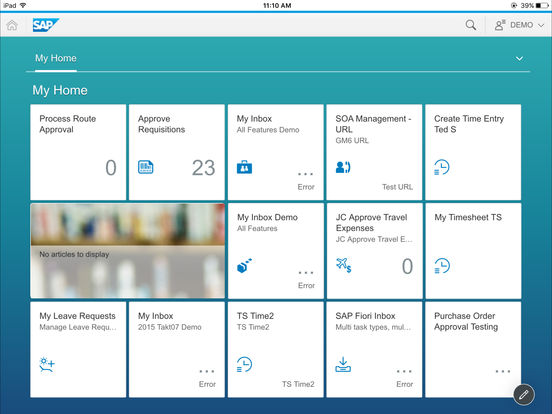 iPad 11:10 AM 39%
SAP DEMO
My Home
My Home
Process Route
Approval
0
Approve
Requisitions
23
My Inbox
All Features Demo
...
Error
SOA Management -
URL
GM6 URL
Test URL
Create Time Entry
Ted S
No articles to display
My Inbox Demo
All Features
...
Error
JC Approve Travel
Expenses
JC Approve Travel E...
0
My Timesheet TS
My Leave Requests
Manage Leave Requ...
My Inbox
2015 Takt07 Demo
...
Error
TS Time2
TS Time2
TS Time2
SAP Fiori Inbox
Multi task types, mul...
...
Error
Purchase Order
Approval Testing
...